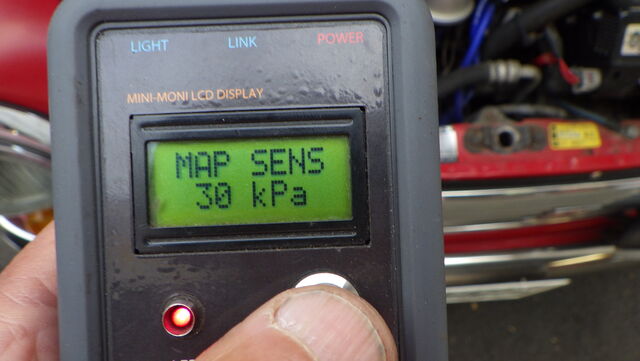 LIGHT LINK POWER
MINI-MONI LCD DISPLAY
MAP SENS
30 kPa